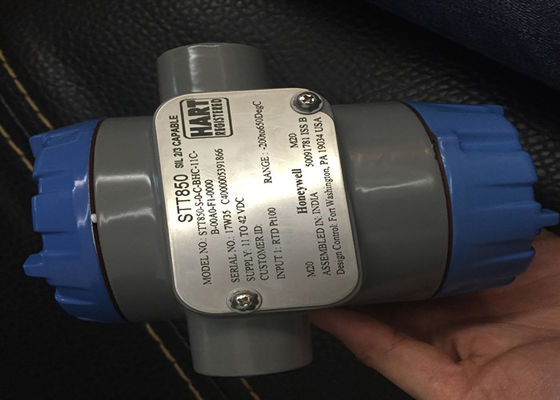 STT850 SIL 2/3 CAPABLE
HART
REGISTERED
MODEL NO.: STT850-S-0-C-BHC-11C-
B-00A0-F1-0000
SERIAL NO.: 17W35 C4000005391866
SUPPLY: 11 TO 42 VDC
CUSTOMER ID.
INPUT 1: RTD Pt100 RANGE: -200to650DegC
Honeywell
M20 M20
ASSEMBLED IN: INDIA 50091781 ISS B
Design Control: Fort Washington, PA 19034 USA